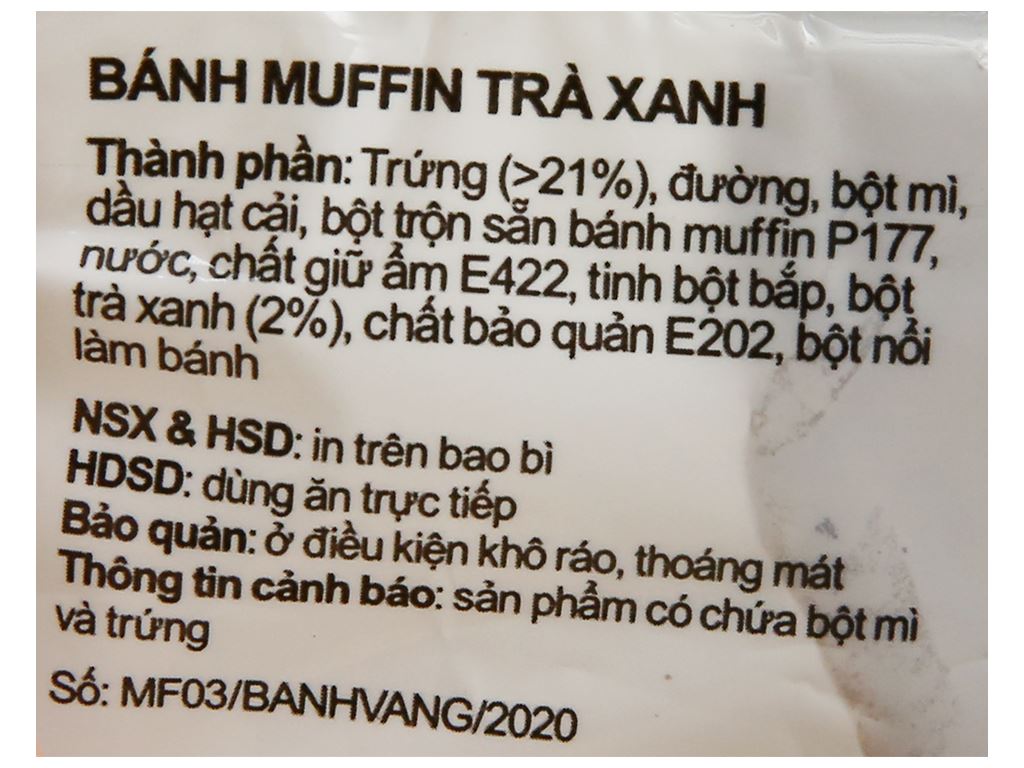 BÁNH MUFFIN TRÀ XANH
Thành phần: Trứng (>21%), đường, bột mì,
dầu hạt cải, bột trộn sẵn bánh muffin P177,
nước, chất giữ ẩm E422, tinh bột bắp, bột
trà xanh (2%), chất bảo quản E202, bột nổi
làm bánh
NSX & HSD: in trên bao bì
HDSD: dùng ăn trực tiếp
Bảo quản: ở điều kiện khô ráo, thoáng mát
Thông tin cảnh báo: sản phẩm có chứa bột mì
và trứng
Số: MF03/BANHVANG/2020